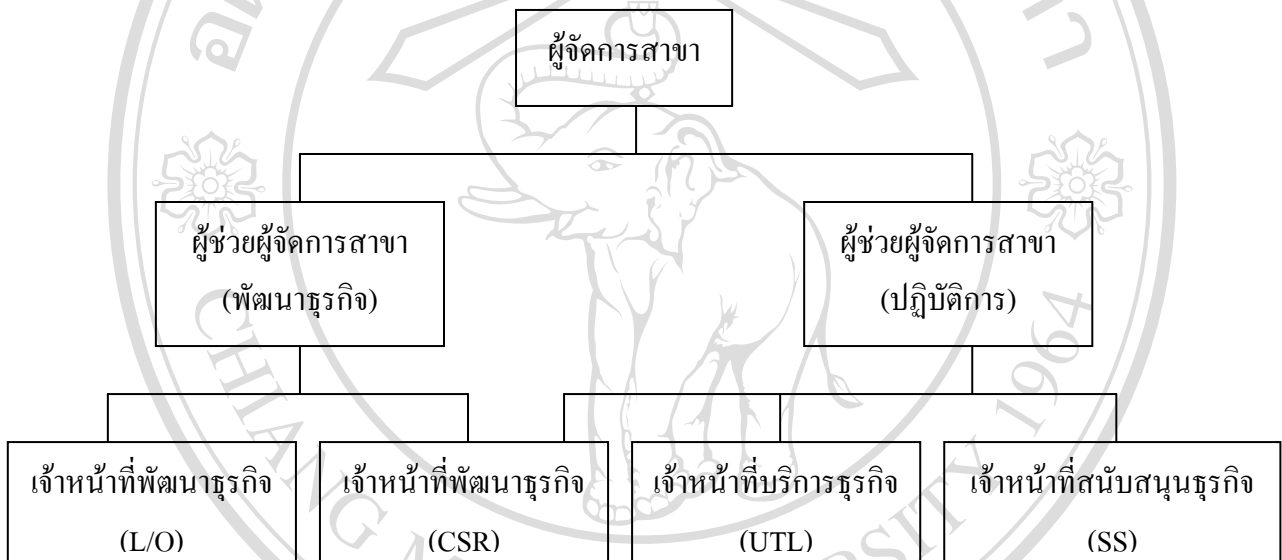 ผู้จัดการสาขา
ผู้ช่วยผู้จัดการสาขา
(พัฒนาธุรกิจ)
ผู้ช่วยผู้จัดการสาขา
(ปฏิบัติการ)
เจ้าหน้าที่พัฒนาธุรกิจ
(L/O)
เจ้าหน้าที่พัฒนาธุรกิจ
(CSR)
เจ้าหน้าที่บริการธุรกิจ
(UTL)
เจ้าหน้าที่สนับสนุนธุรกิจ
(SS)
CHIANG MAI UNIVERSITY 1964